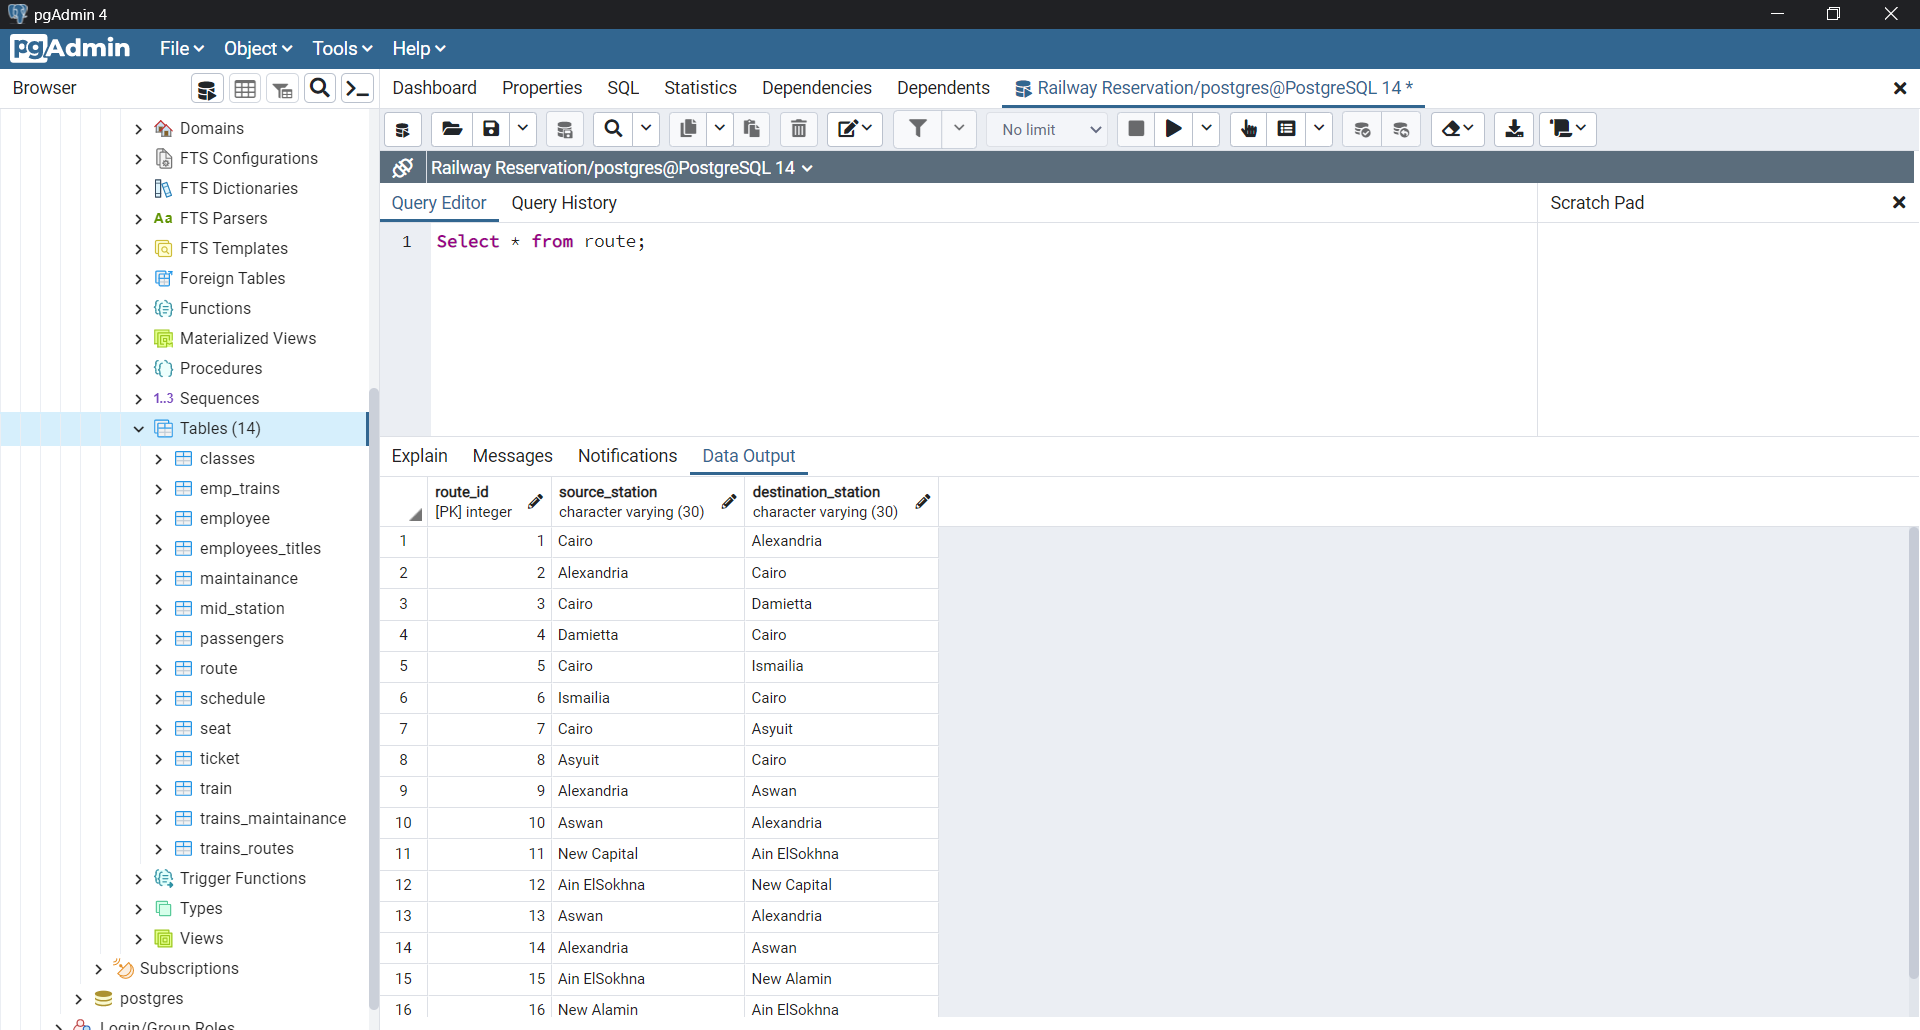 pgAdmin 4
pgAdmin File Object Tools Help
Browser
Dashboard Properties SQL Statistics Dependencies Dependents Railway Reservation/postgres@PostgreSQL 14 *
No limit
Railway Reservation/postgres@PostgreSQL 14
Query Editor Query History
Scratch Pad
1 Select * from route;
Domains
FTS Configurations
FTS Dictionaries
Aa FTS Parsers
FTS Templates
Foreign Tables
Functions
Materialized Views
Procedures
1..3 Sequences
Tables (14)
classes
emp_trains
employee
employees_titles
maintainance
mid_station
passengers
route
schedule
seat
ticket
train
trains_maintainance
trains_routes
Trigger Functions
Types
Views
Subscriptions
postgres
Login/Group Roles
Explain Messages Notifications Data Output
route_id source_station destination_station
[PK] integer character varying (30) character varying (30)
1 1 Cairo Alexandria
2 2 Alexandria Cairo
3 3 Cairo Damietta
4 4 Damietta Cairo
5 5 Cairo Ismailia
6 6 Ismailia Cairo
7 7 Cairo Asyuit
8 8 Asyuit Cairo
9 9 Alexandria Aswan
10 10 Aswan Alexandria
11 11 New Capital Ain ElSokhna
12 12 Ain ElSokhna New Capital
13 13 Aswan Alexandria
14 14 Alexandria Aswan
15 15 Ain ElSokhna New Alamin
16 16 New Alamin Ain ElSokhna